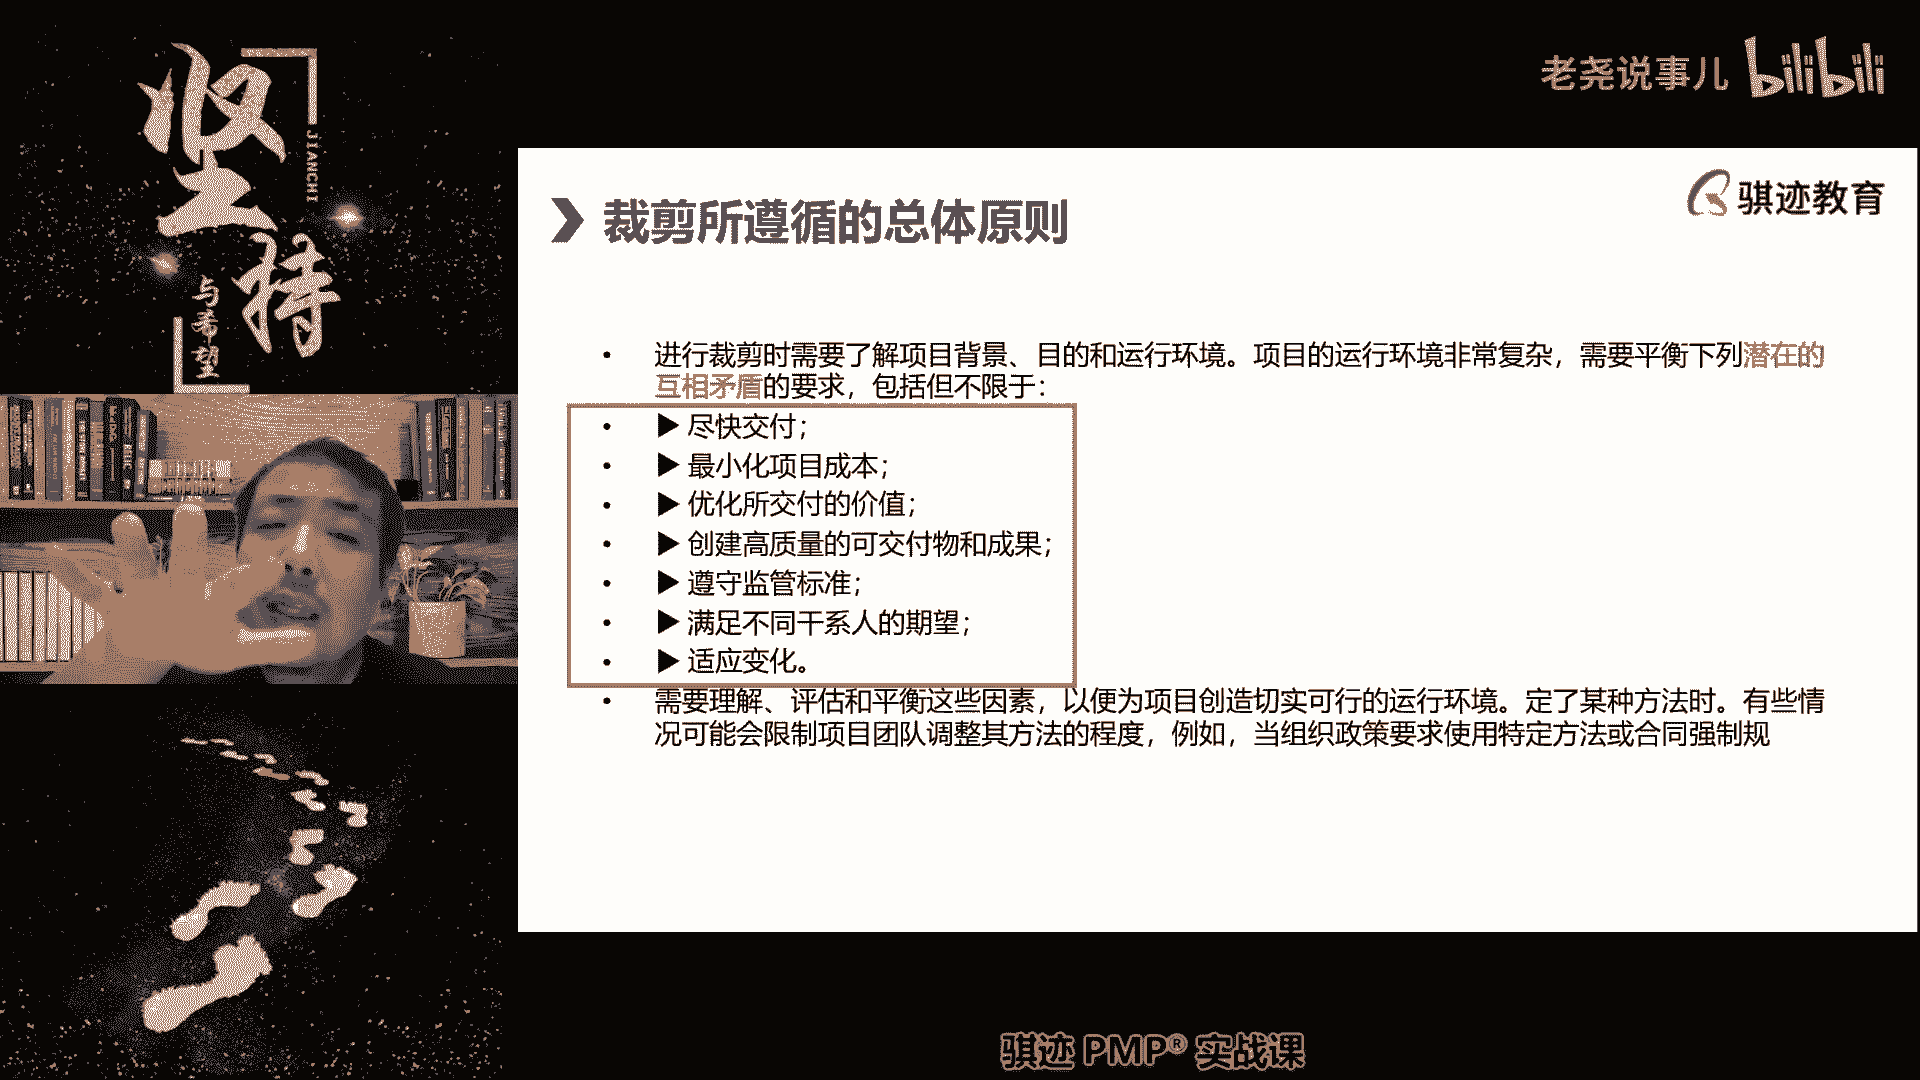 坚持
JIANCHI
与希望
老尧说事儿 bilibili
骐迹教育
裁剪所遵循的总体原则
• 进行裁剪时需要了解项目背景、目的和运行环境。项目的运行环境非常复杂，需要平衡下列潜在的
互相矛盾的要求，包括但不限于：
• ▶ 尽快交付；
• ▶ 最小化项目成本；
• ▶ 优化所交付的价值；
• ▶ 创建高质量的可交付物和成果；
• ▶ 遵守监管标准；
• ▶ 满足不同干系人的期望；
• ▶ 适应变化。
• 需要理解、评估和平衡这些因素，以便为项目创造切实可行的运行环境。定了某种方法时。有些情
况可能会限制项目团队调整其方法的程度，例如，当组织政策要求使用特定方法或合同强制规
骐迹 PMP® 实战课